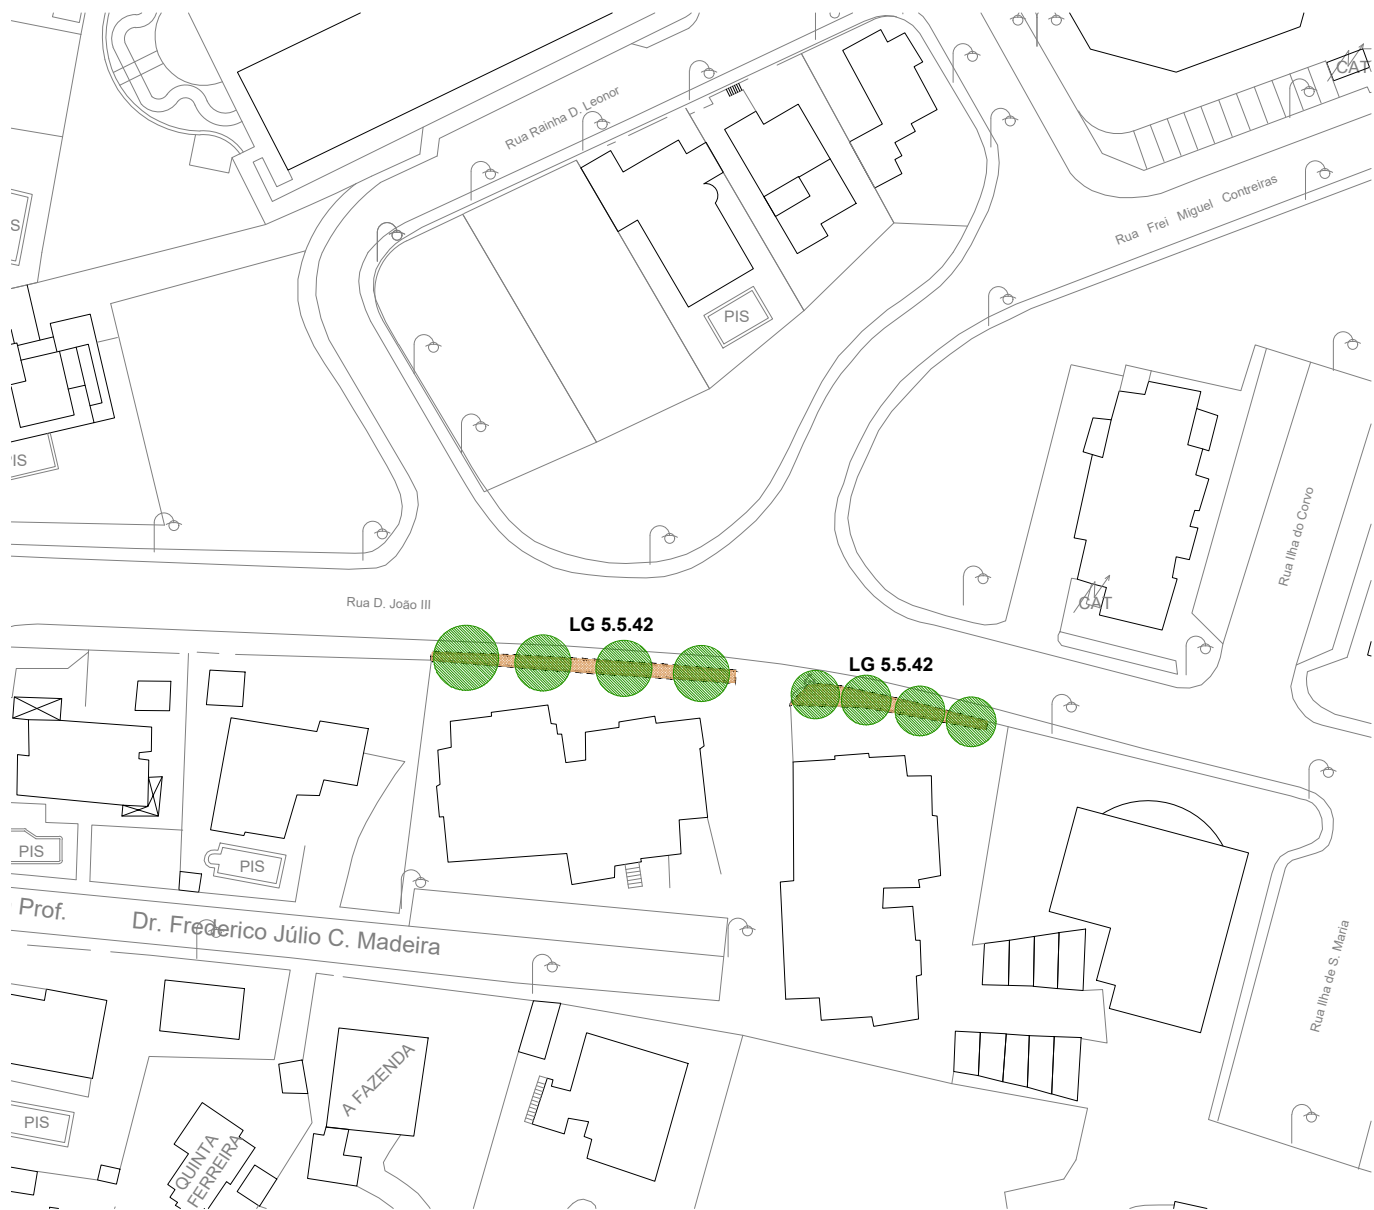 CAT
Rua Rainha D. Leonor
Rua Frei Miguel Contreiras
S
PIS
IS
Rua Ilha do Corvo
CAT
Rua D. João III
LG 5.5.42
LG 5.5.42
PIS
PIS
Prof. Dr. Frederico Júlio C. Madeira
Rua Ilha de S. Maria
A FAZENDA
PIS
QUINTA
FERREIRA